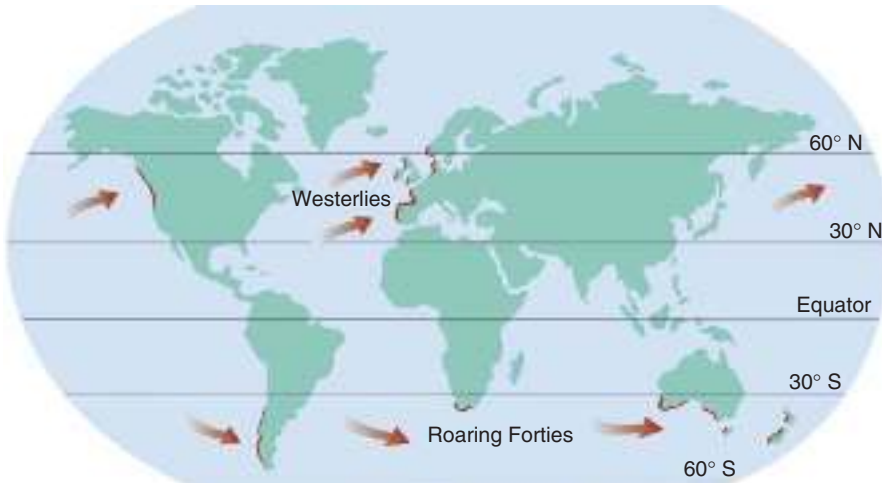 60° N
Westerlies
30° N
Equator
30° S
Roaring Forties
60° S